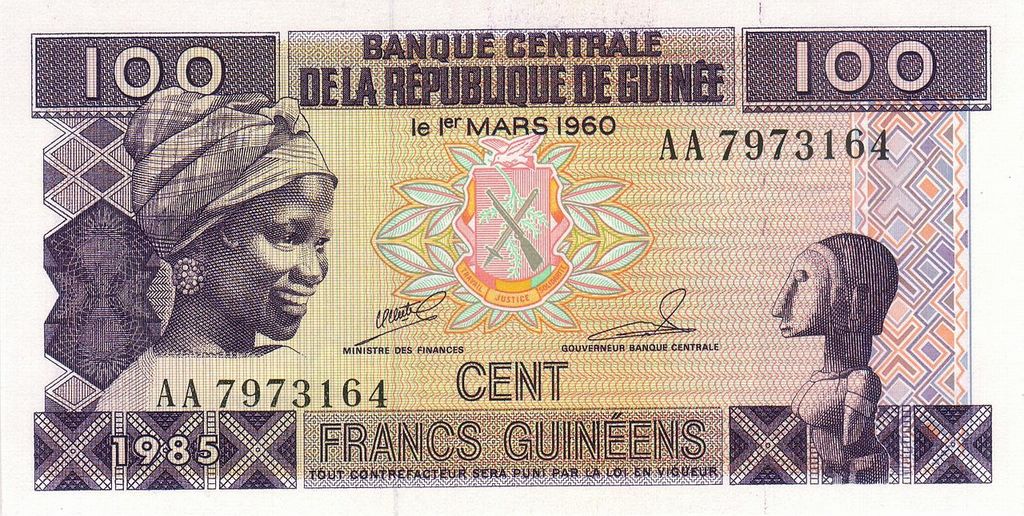 100 BANQUE CENTRALE 100
DE LA RÉPUBLIQUE DE GUINÉE
le 1er MARS 1960
AA 7973164
TRAVAIL JUSTICE SOLIDARITÉ
MINISTRE DES FINANCES GOUVERNEUR BANQUE CENTRALE
AA 7973164
CENT
1985 FRANCS GUINÉENS
TOUT CONTREFACTEUR SERA PUNI PAR LA LOI EN VIGUEUR